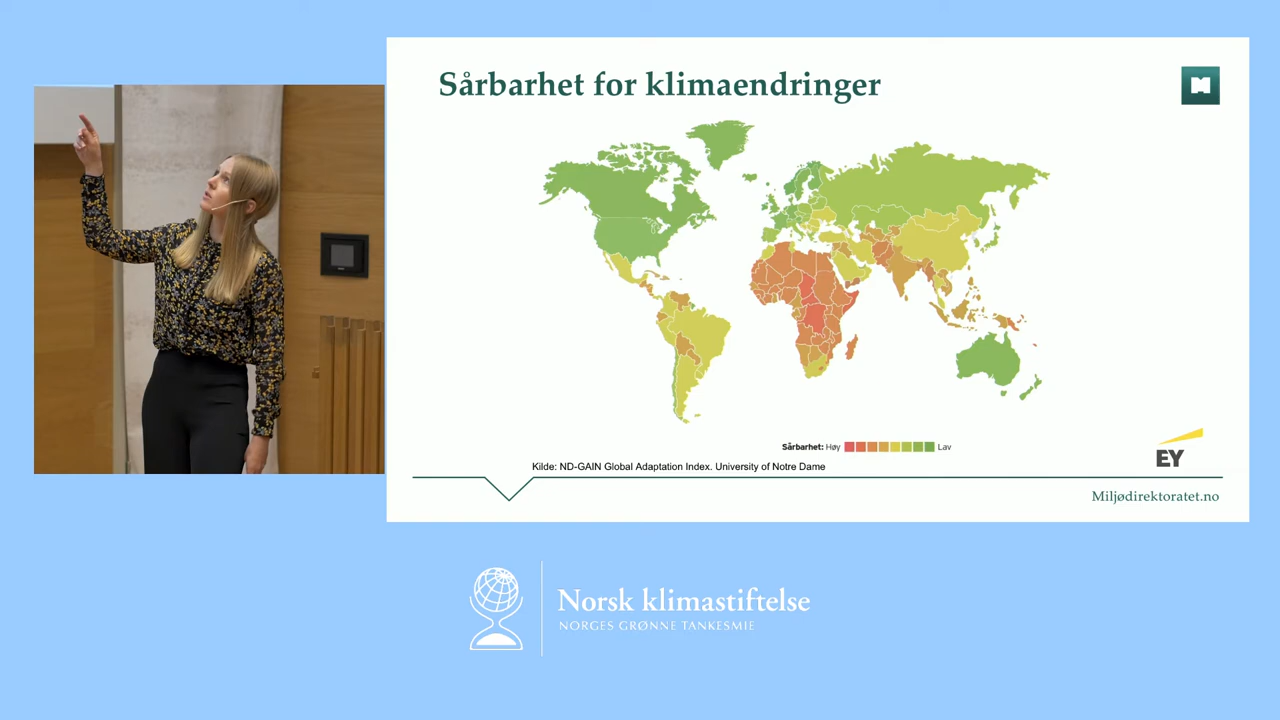 Sårbarhet for klimaendringer
Sårbarhet: Høy Lav
Kilde: ND-GAIN Global Adaptation Index. University of Notre Dame
EY
Miljødirektoratet.no
Norsk klimastiftelse
NORGES GRØNNE TANKESMIE